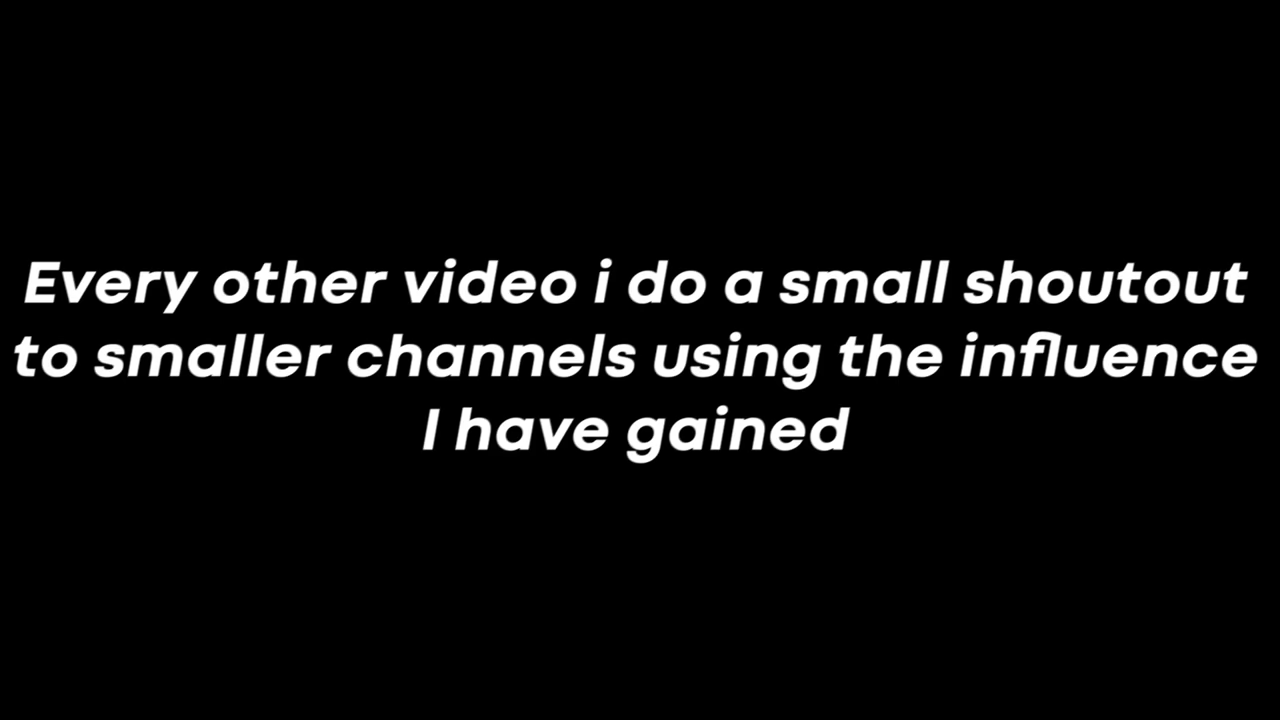 Every other video i do a small shoutout
to smaller channels using the influence
I have gained